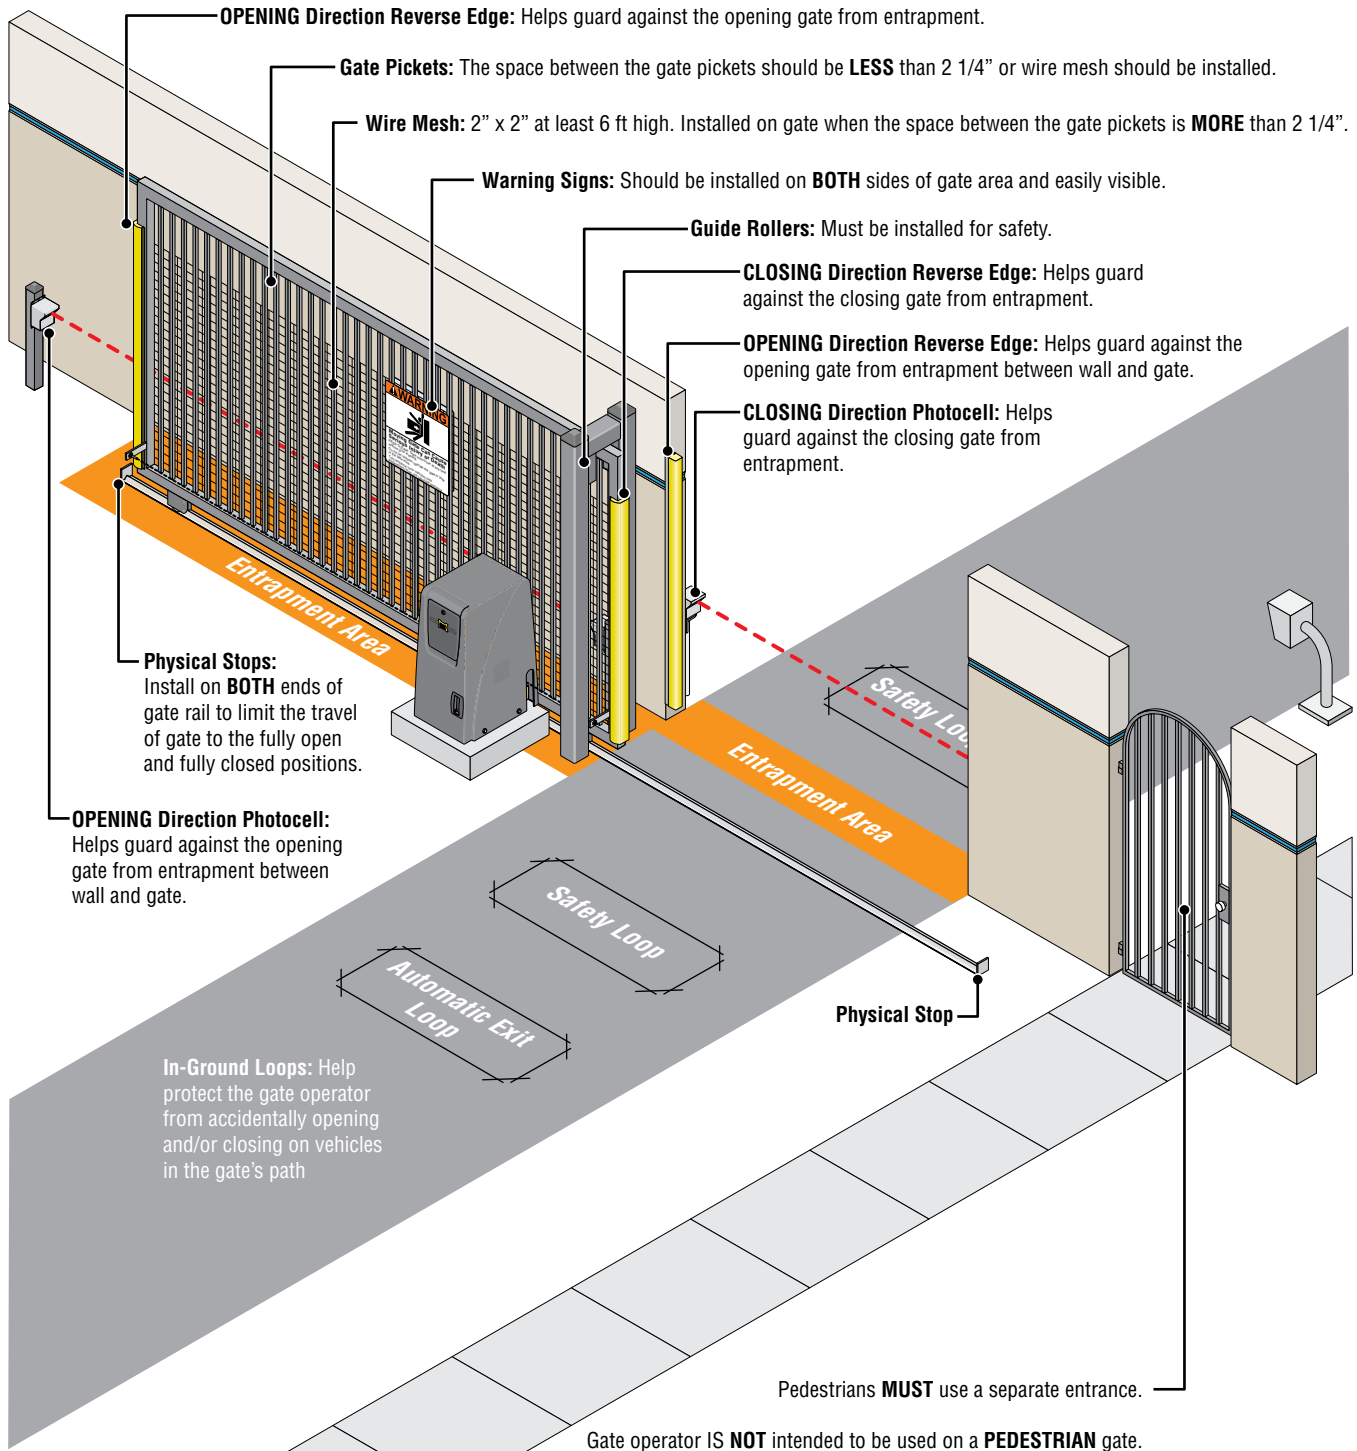 OPENING Direction Reverse Edge: Helps guard against the opening gate from entrapment.
Gate Pickets: The space between the gate pickets should be LESS than 2 1/4” or wire mesh should be installed.
Wire Mesh: 2” x 2” at least 6 ft high. Installed on gate when the space between the gate pickets is MORE than 2 1/4”.
Warning Signs: Should be installed on BOTH sides of gate area and easily visible.
Guide Rollers: Must be installed for safety.
CLOSING Direction Reverse Edge: Helps guard
against the closing gate from entrapment.
OPENING Direction Reverse Edge: Helps guard against the
opening gate from entrapment between wall and gate.
CLOSING Direction Photocell: Helps
guard against the closing gate from
entrapment.
WARNING
Entrapment Area
Physical Stops:
Install on BOTH ends of
gate rail to limit the travel
of gate to the fully open
and fully closed positions.
OPENING Direction Photocell:
Helps guard against the opening
gate from entrapment between
wall and gate.
Safety Loop
Entrapment Area
Safety Loop
Automatic Exit
Loop
Physical Stop
In-Ground Loops: Help
protect the gate operator
from accidentally opening
and/or closing on vehicles
in the gate’s path
Pedestrians MUST use a separate entrance.
Gate operator IS NOT intended to be used on a PEDESTRIAN gate.